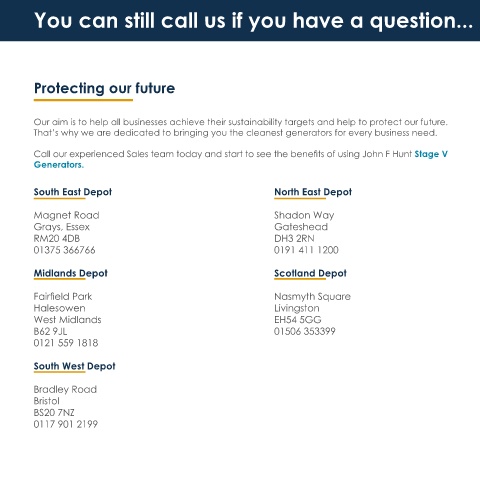 You can still call us if you have a question...
Protecting our future
Our aim is to help all businesses achieve their sustainability targets and help to protect our future.
That's why we are dedicated to bringing you the cleanest generators for every business need.
Call our experienced Sales team today and start to see the benefits of using John F Hunt Stage V
Generators.
South East Depot
Magnet Road
Grays, Essex
RM20 4DB
01375 366766
North East Depot
Shadon Way
Gateshead
DH3 2RN
0191 411 1200
Midlands Depot
Fairfield Park
Halesowen
West Midlands
B62 9JL
0121 559 1818
Scotland Depot
Nasmyth Square
Livingston
EH54 5GG
01506 353399
South West Depot
Bradley Road
Bristol
BS20 7NZ
0117 901 2199